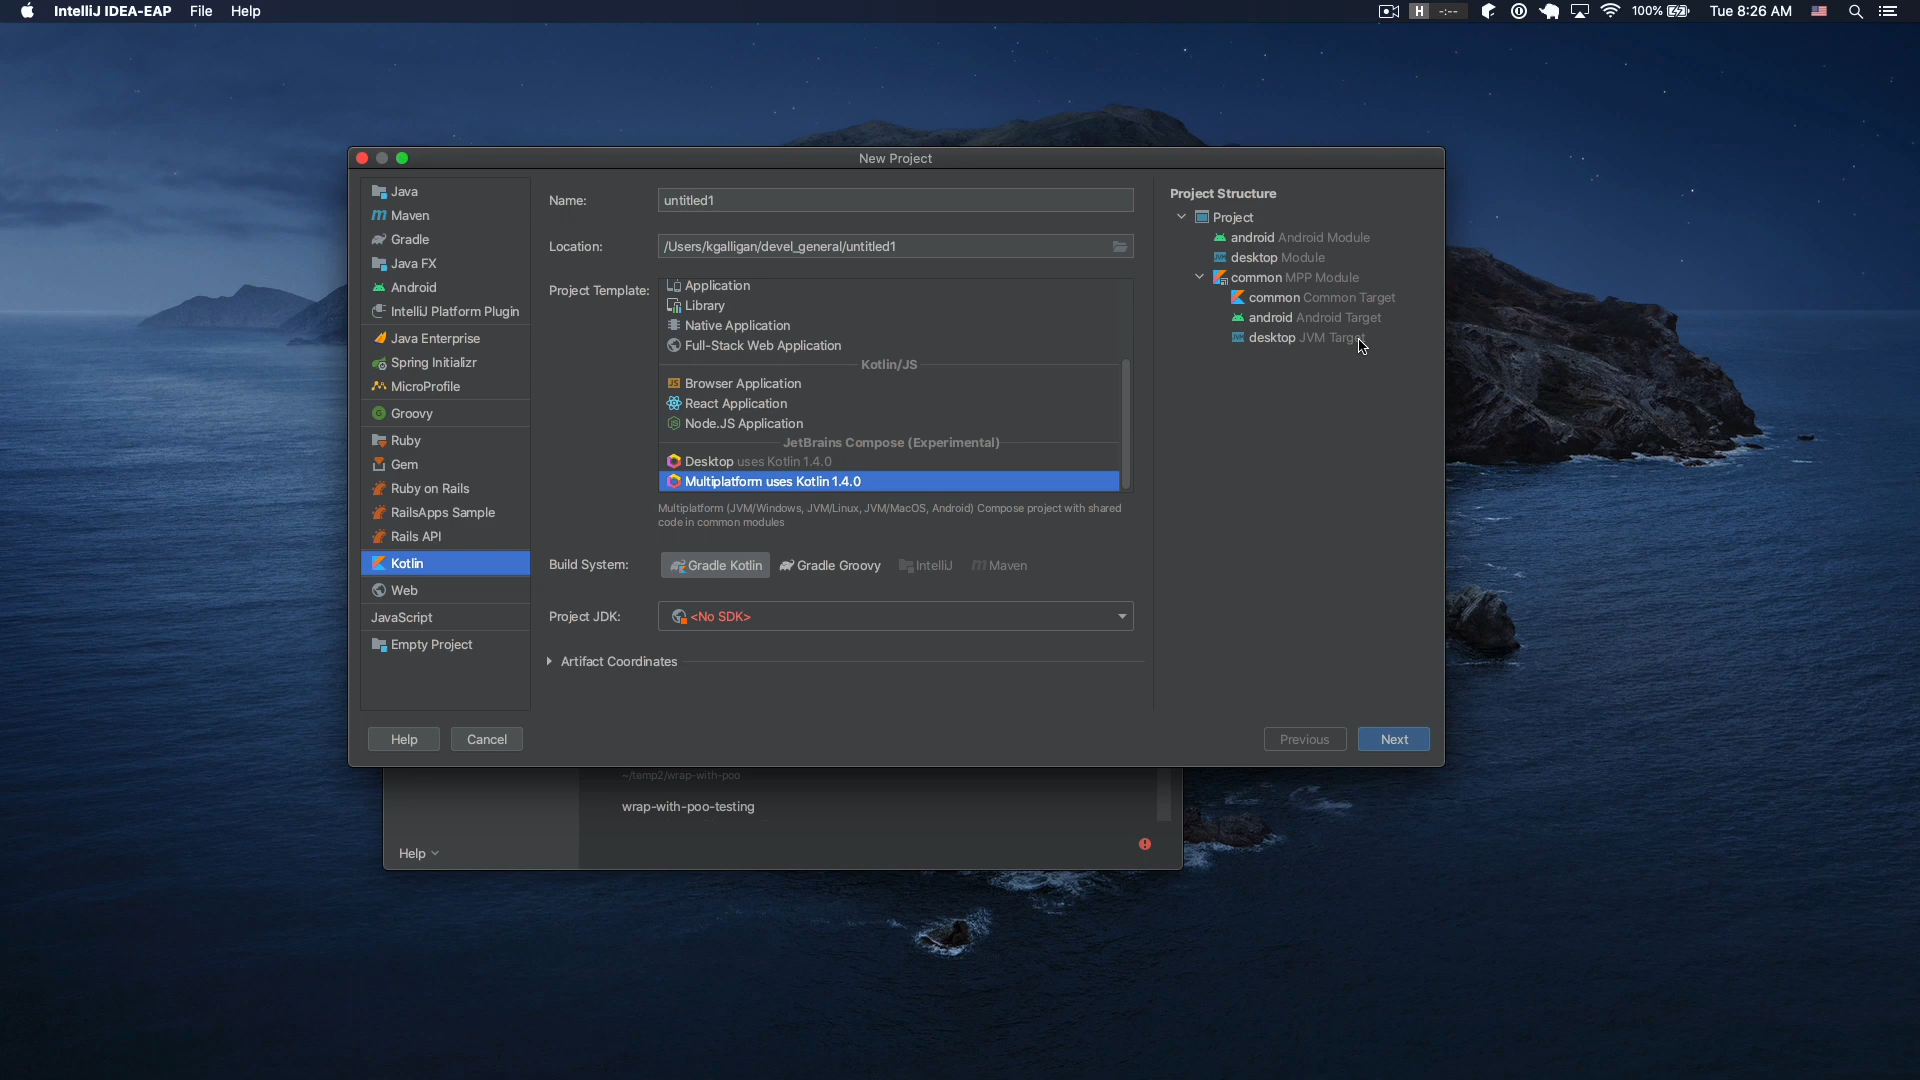 IntelliJ IDEA-EAP File Help
H -:-- 100% Tue 8:26 AM
New Project
Java
Maven
Gradle
Java FX
Android
IntelliJ Platform Plugin
Java Enterprise
Spring Initializr
MicroProfile
Groovy
Ruby
Gem
Ruby on Rails
RailsApps Sample
Rails API
Kotlin
Web
JavaScript
Empty Project
Name: untitled1
Location: /Users/kgalligan/devel_general/untitled1
Project Template:
Application
Library
Native Application
Full-Stack Web Application
Kotlin/JS
JS Browser Application
React Application
Node.JS Application
JetBrains Compose (Experimental)
Desktop uses Kotlin 1.4.0
Multiplatform uses Kotlin 1.4.0
Multiplatform (JVM/Windows, JVM/Linux, JVM/MacOS, Android) Compose project with shared
code in common modules
Build System: Gradle Kotlin Gradle Groovy IntelliJ Maven
Project JDK: <No SDK>
Artifact Coordinates
Project Structure
Project
android Android Module
desktop Module
common MPP Module
common Common Target
android Android Target
desktop JVM Target
Help Cancel Previous Next
~/temp2/wrap-with-poo
wrap-with-poo-testing
Help